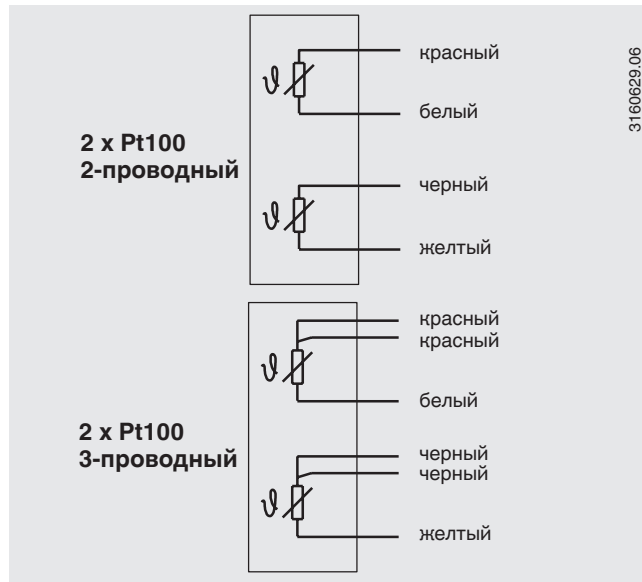 2 x Pt100
2-проводный
ϑ
красный
белый
ϑ
черный
желтый
2 x Pt100
3-проводный
ϑ
красный
красный
белый
ϑ
черный
черный
желтый
3160629.06